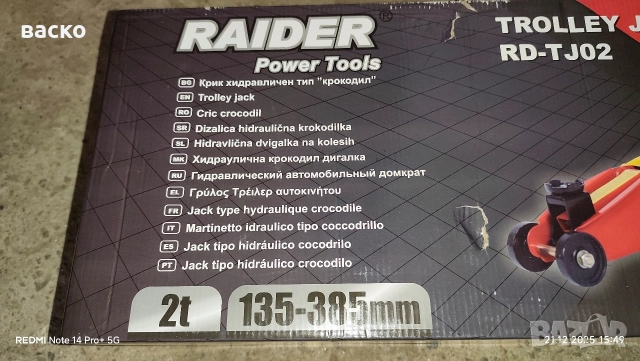 васко
RAIDER®
Power Tools
TROLLEY J
RD-TJ02
BG Крик хидравличен тип "крокодил"
EN Trolley jack
RO Cric crocodil
SR Dizalica hidraulična krokodilka
SL Hidravlična dvigalka na kolesih
MK Хидраулична крокодил дигалка
RU Гидравлический автомобильный домкрат
EL Γρύλος Τρέιλερ αυτοκινήτου
FR Jack type hydraulique crocodile
IT Martinetto idraulico tipo coccodrillo
ES Jack tipo hidráulico cocodrilo
PT Jack tipo hidráulico crocodilo
2t 135-385mm
REDMI Note 14 Pro+ 5G
21.12.2025 15:49
BAZAR